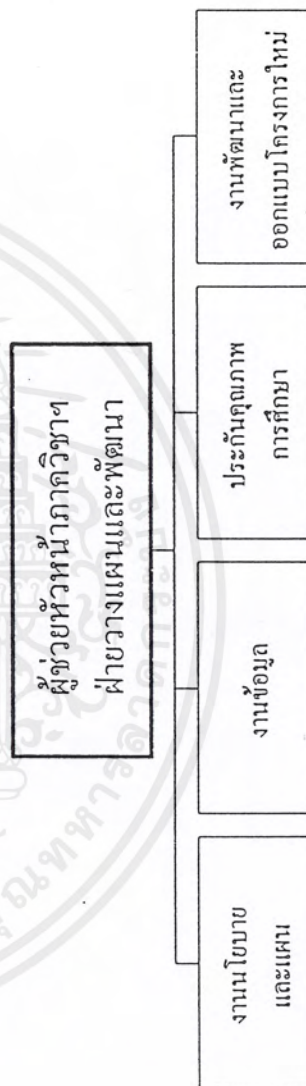 ผู้ช่วยหัวหน้าภาควิชาฯ
ฝ่ายวางแผนและพัฒนา
งานนโยบาย
และแผน
งานข้อมูล
ประกันคุณภาพ
การศึกษา
งานพัฒนาและ
ออกแบบโครงการใหม่